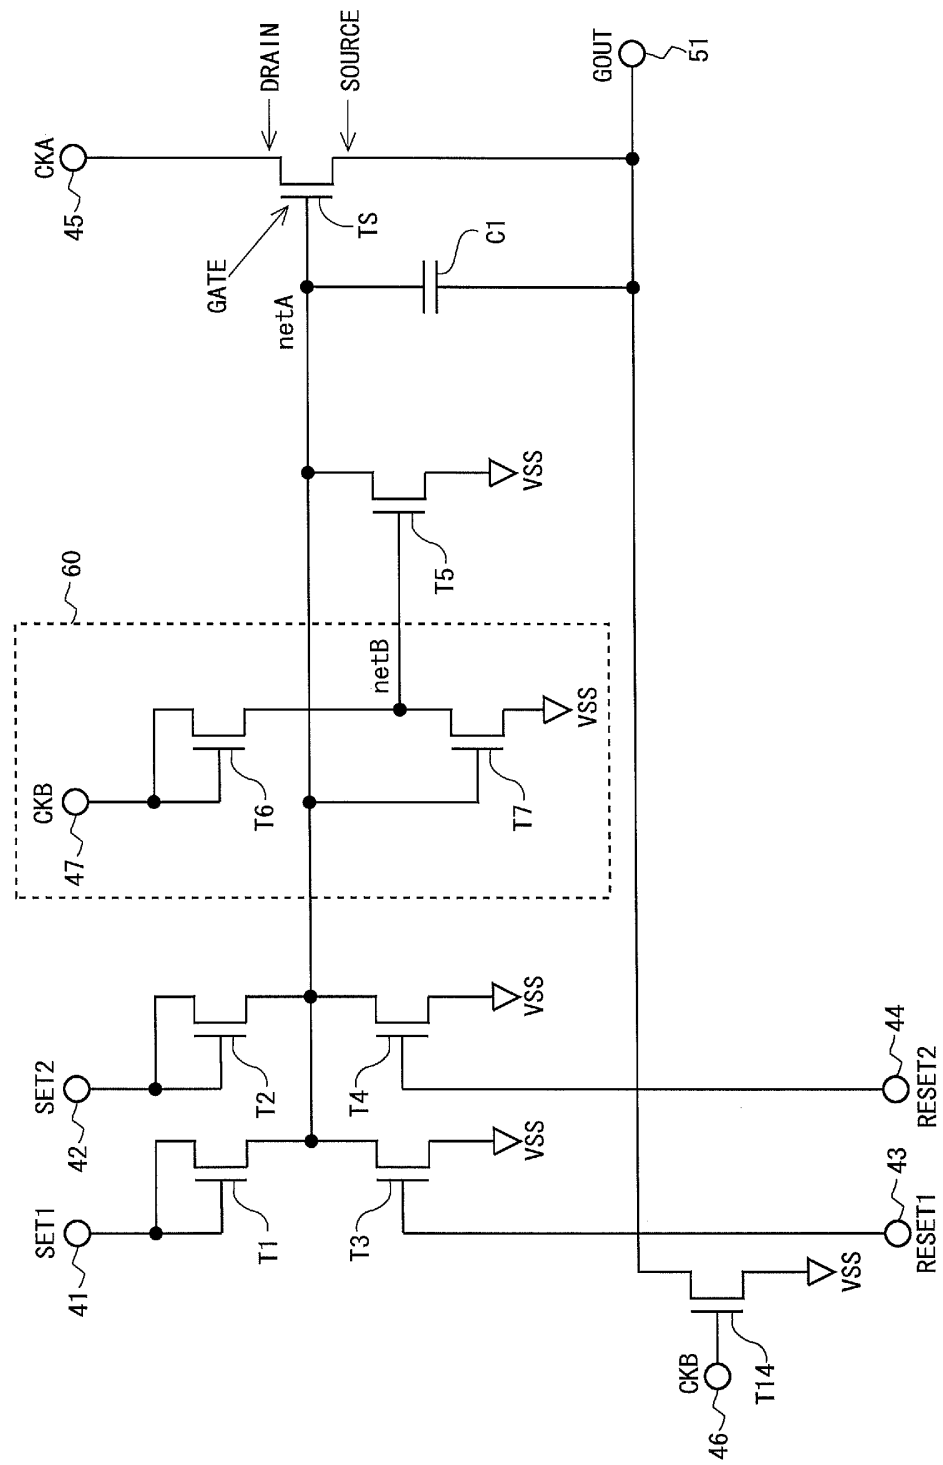 CKA
45
DRAIN
SOURCE
GATE
TS
netA
C1
GOUT
51
VSS
T5
60
netB
CKB
47
T6
T7
VSS
SET2
42
T2
T4
VSS
44
RESET2
SET1
41
T1
T3
VSS
43
RESET1
CKB
46
T14
VSS